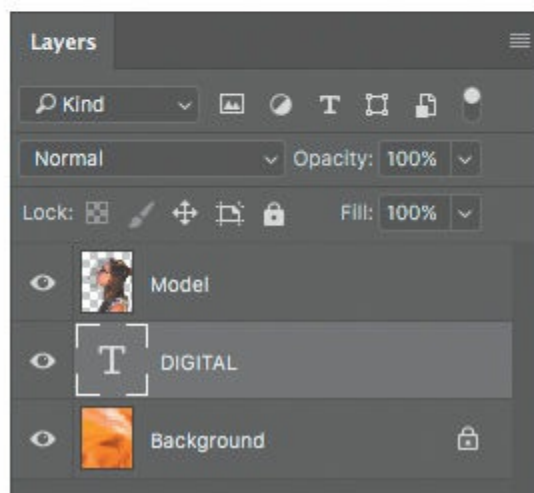 Layers
Kind T
Normal Opacity: 100%
Lock: Fill: 100%
Model
T DIGITAL
Background